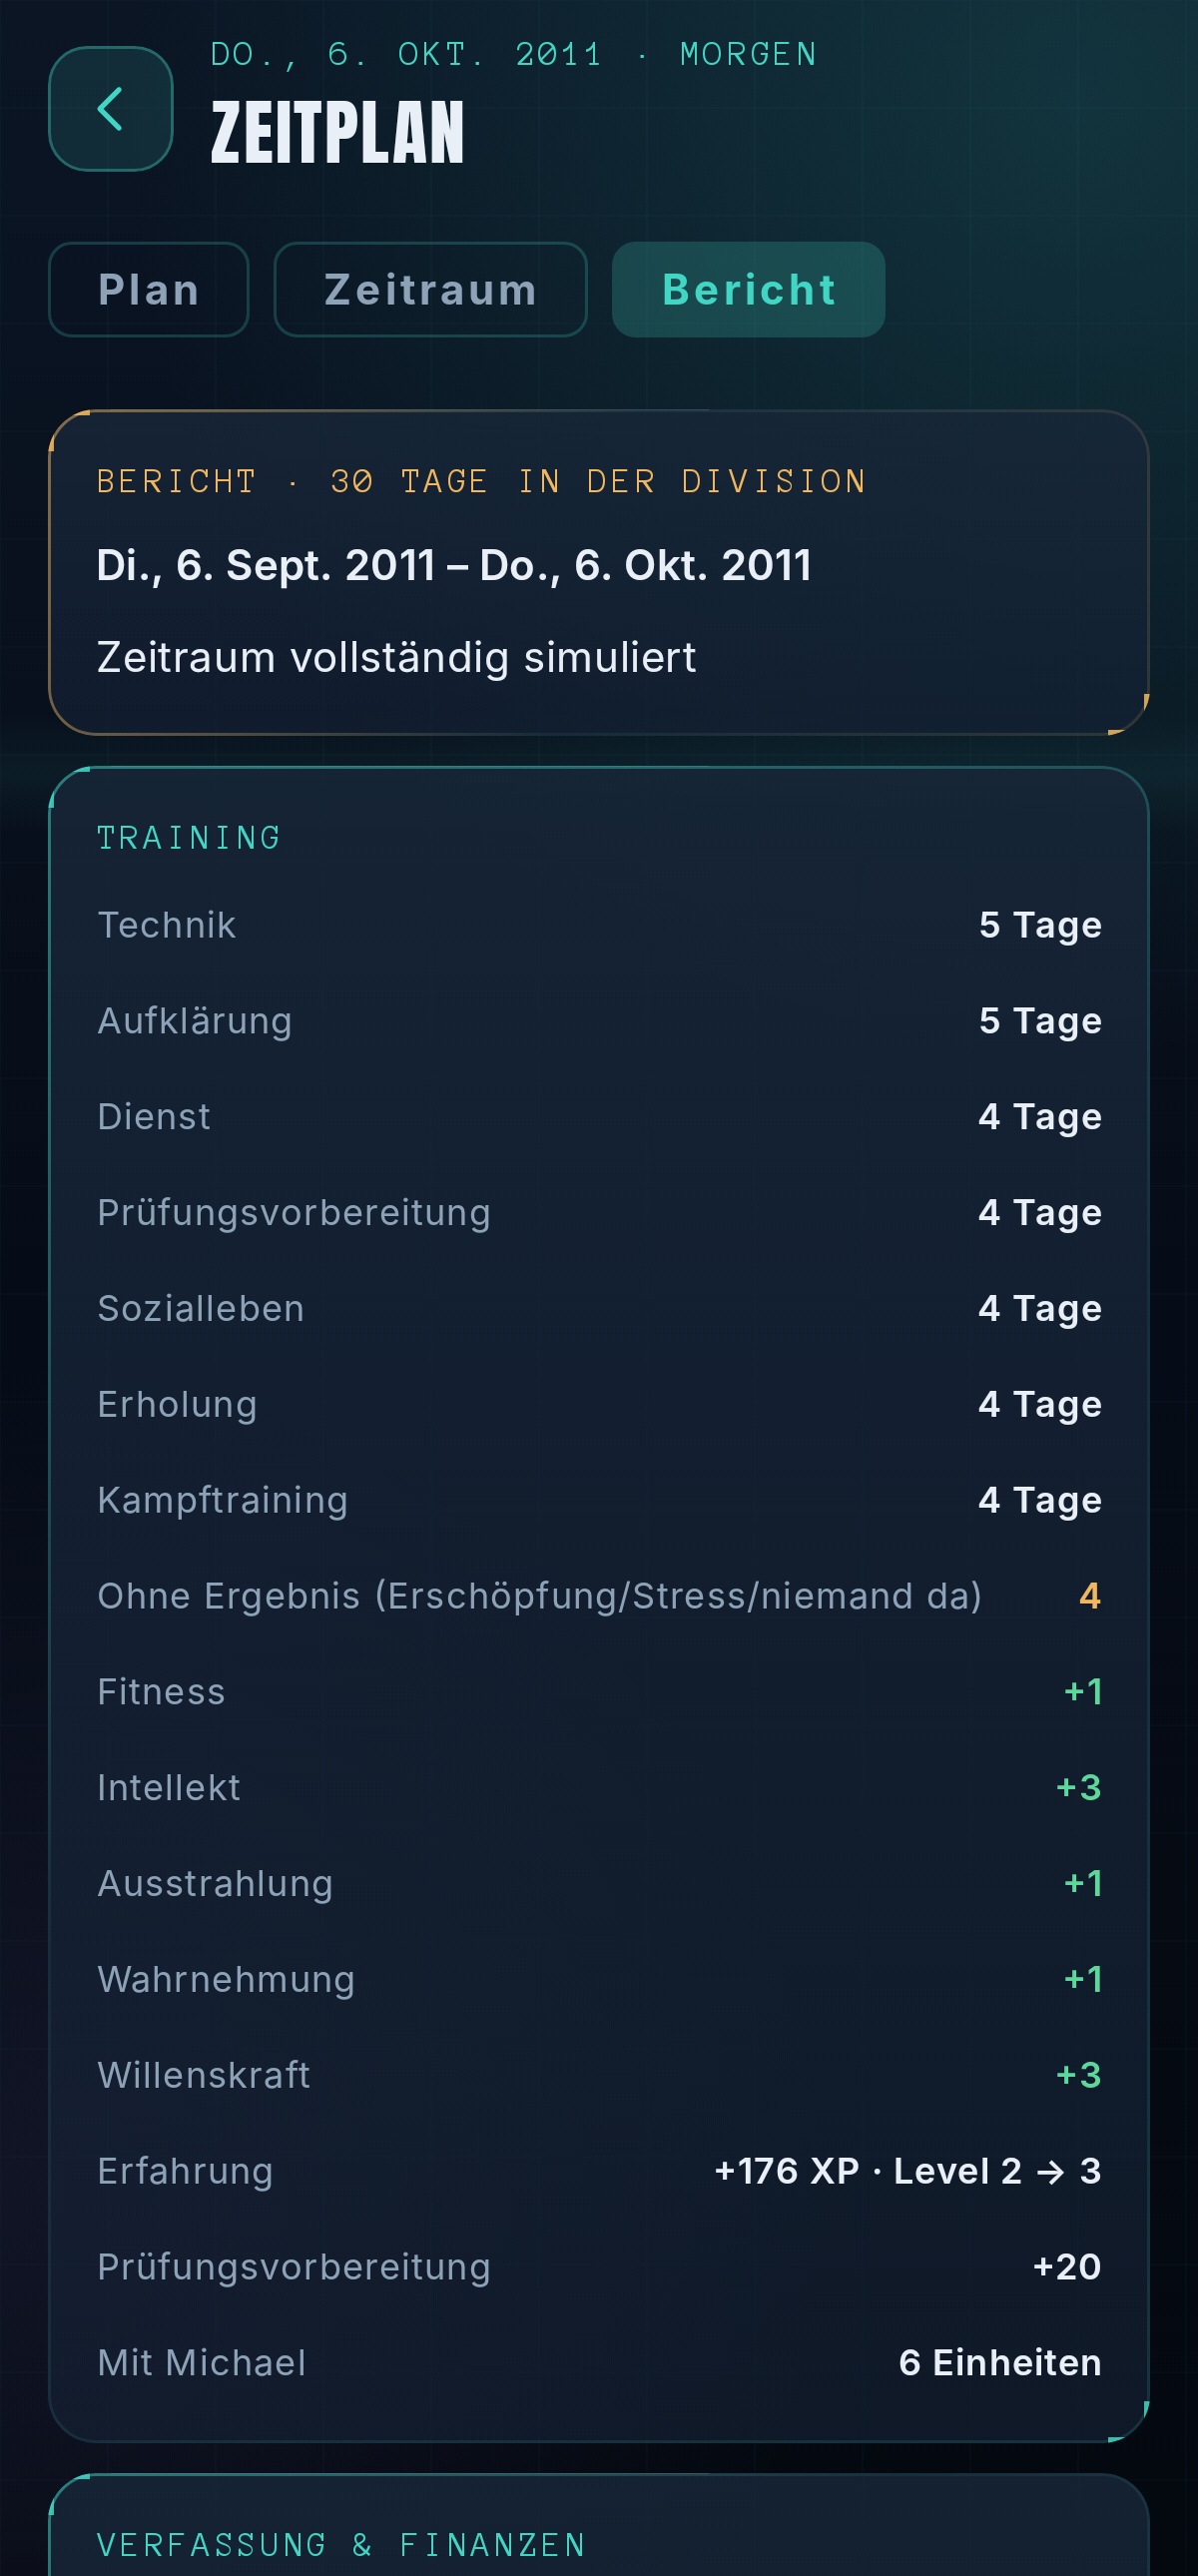 DO., 6. OKT. 2011 · MORGEN
ZEITPLAN
Plan
Zeitraum
Bericht
BERICHT · 30 TAGE IN DER DIVISION
Di., 6. Sept. 2011 – Do., 6. Okt. 2011
Zeitraum vollständig simuliert
TRAINING
Technik 5 Tage
Aufklärung 5 Tage
Dienst 4 Tage
Prüfungsvorbereitung 4 Tage
Sozialleben 4 Tage
Erholung 4 Tage
Kampftraining 4 Tage
Ohne Ergebnis (Erschöpfung/Stress/niemand da) 4
Fitness +1
Intellekt +3
Ausstrahlung +1
Wahrnehmung +1
Willenskraft +3
Erfahrung +176 XP · Level 2 → 3
Prüfungsvorbereitung +20
Mit Michael 6 Einheiten
VERFASSUNG & FINANZEN